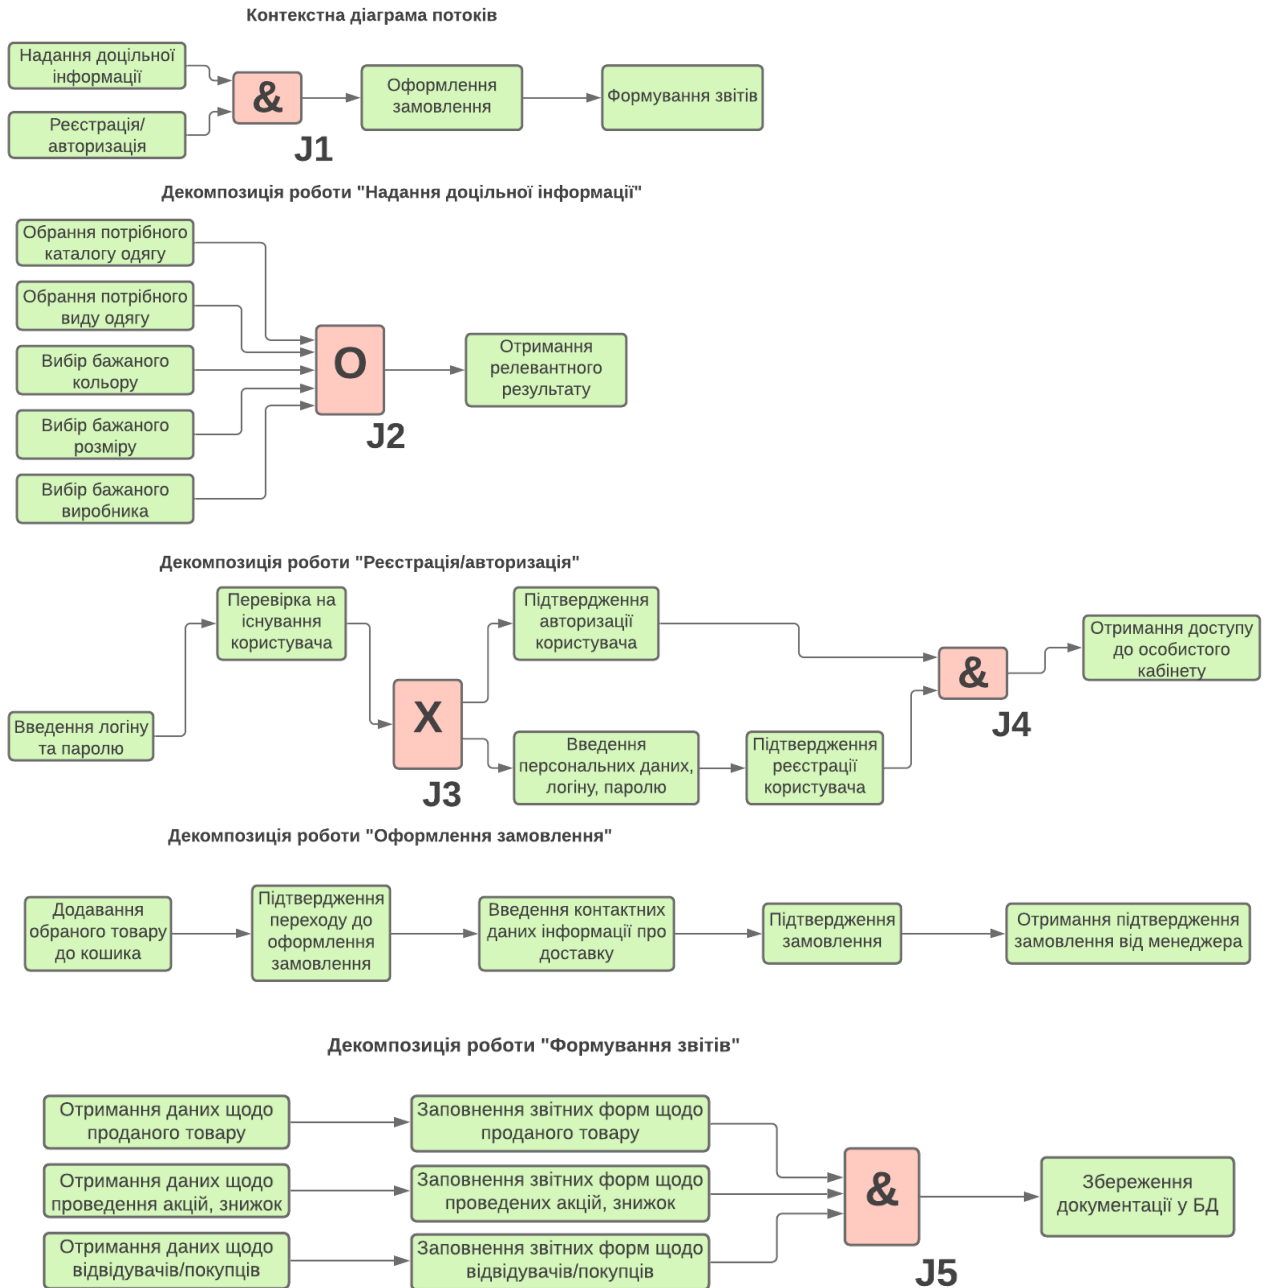 Контекстна діаграма потоків
Надання доцільної
інформації
Реєстрація/
авторизація
&
J1
Оформлення
замовлення
Формування звітів
Декомпозиція роботи "Надання доцільної інформації"
Обрання потрібного
каталогу одягу
Обрання потрібного
виду одягу
Вибір бажаного
кольору
Вибір бажаного
розміру
Вибір бажаного
виробника
O
J2
Отримання
релевантного
результату
Декомпозиція роботи "Реєстрація/авторизація"
Введення логіну
та паролю
Перевірка на
існування
користувача
X
J3
Підтвердження
авторизації
користувача
Введення
персональних даних,
логіну, паролю
Підтвердження
реєстрації
користувача
&
J4
Отримання доступу
до особистого
кабінету
Декомпозиція роботи "Оформлення замовлення"
Додавання
обраного товару
до кошика
Підтвердження
переходу до
оформлення
замовлення
Введення контактних
даних інформації про
доставку
Підтвердження
замовлення
Отримання підтвердження
замовлення від менеджера
Декомпозиція роботи "Формування звітів"
Отримання даних щодо
проданого товару
Заповнення звітних форм щодо
проданого товару
Отримання даних щодо
проведення акцій, знижок
Заповнення звітних форм щодо
проведених акцій, знижок
Отримання даних щодо
відвідувачів/покупців
Заповнення звітних форм щодо
відвідувачів/покупців
&
J5
Збереження
документації у БД